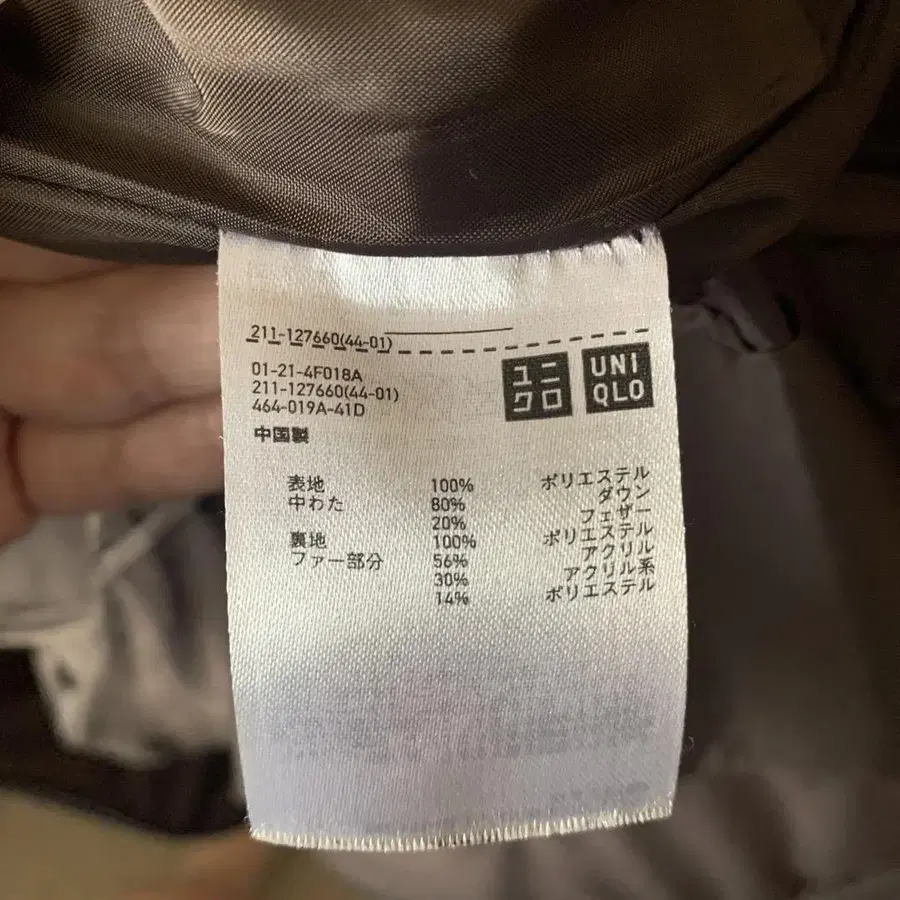 211-127660(44-01)
01-21-4F018A
211-127660(44-01)
464-019A-41D
中国製
ユニ
クロ
UNI
QLO
表地 100% ポリエステル
中わた 80% ダウン
20% フェザー
裏地 100% ポリエステル
ファー部分 56% アクリル
30% アクリル系
14% ポリエステル